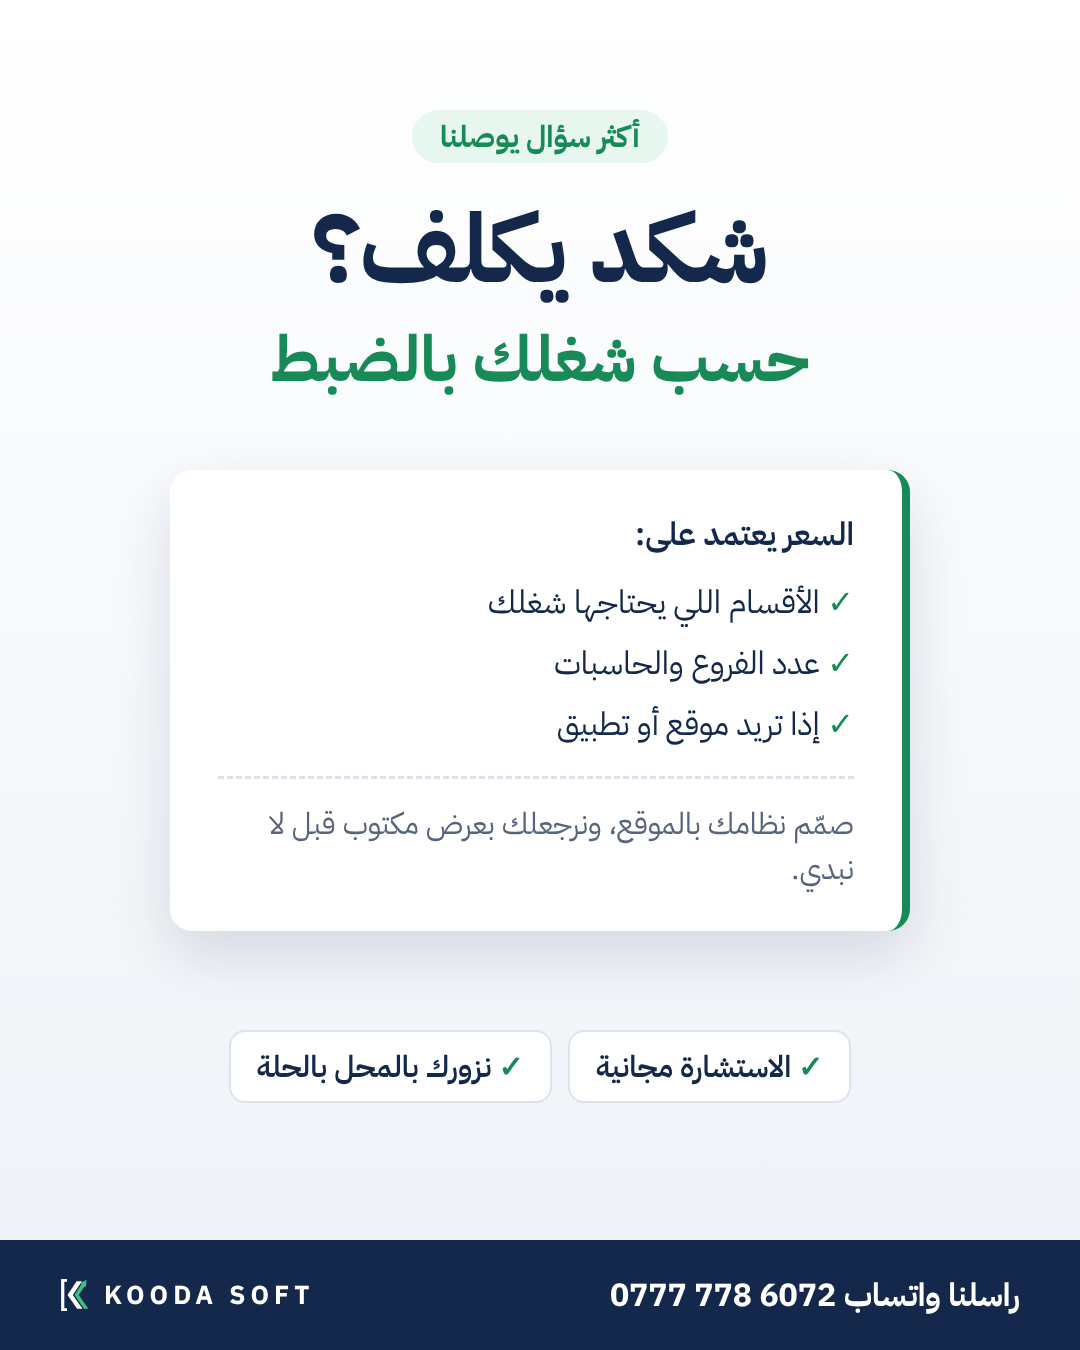 أكثر سؤال يوصلنا
شكد يكلف؟
حسب شغلك بالضبط
السعر يعتمد على:
✓ الأقسام اللي يحتاجها شغلك
✓ عدد الفروع والحاسبات
✓ إذا تريد موقع أو تطبيق
صمّم نظامك بالموقع، ونرجعلك بعرض مكتوب قبل لا
نبدي.
✓ الاستشارة مجانية
✓ نزورك بالمحل بالحلة
راسلنا واتساب 0777 778 6072
KOODA SOFT